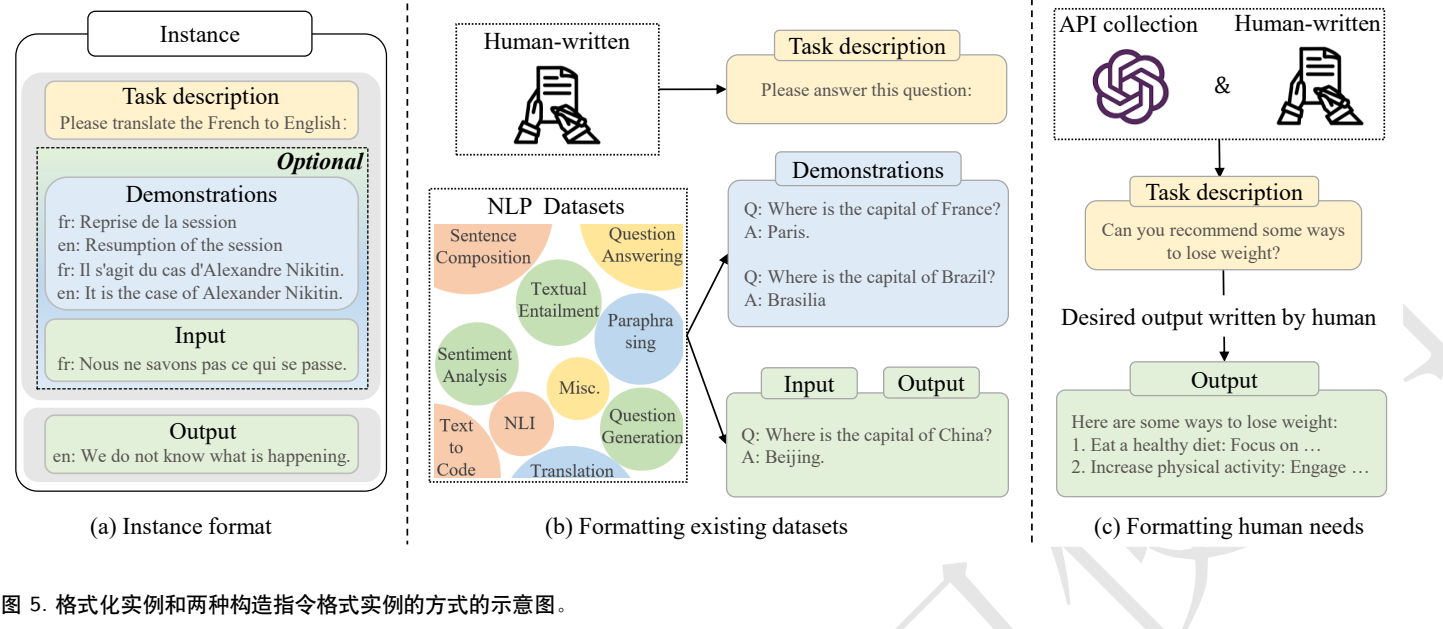 Instance
Task description
Please translate the French to English:
Optional
Demonstrations
fr: Reprise de la session
en: Resumption of the session
fr: Il s'agit du cas d'Alexandre Nikitin.
en: It is the case of Alexander Nikitin.
Input
fr: Nous ne savons pas ce qui se passe.
Output
en: We do not know what is happening.
(a) Instance format
Human-written
NLP Datasets
Sentence
Composition
Question
Answering
Textual
Entailment
Paraphra
sing
Sentiment
Analysis
Misc.
NLI
Question
Generation
Text
to
Code
Translation
Task description
Please answer this question:
Demonstrations
Q: Where is the capital of France?
A: Paris.
Q: Where is the capital of Brazil?
A: Brasilia
Input
Output
Q: Where is the capital of China?
A: Beijing.
(b) Formatting existing datasets
API collection
Human-written
&
Task description
Can you recommend some ways
to lose weight?
Desired output written by human
Output
Here are some ways to lose weight:
1. Eat a healthy diet: Focus on …
2. Increase physical activity: Engage …
(c) Formatting human needs
图 5. 格式化实例和两种构造指令格式实例的方式的示意图。